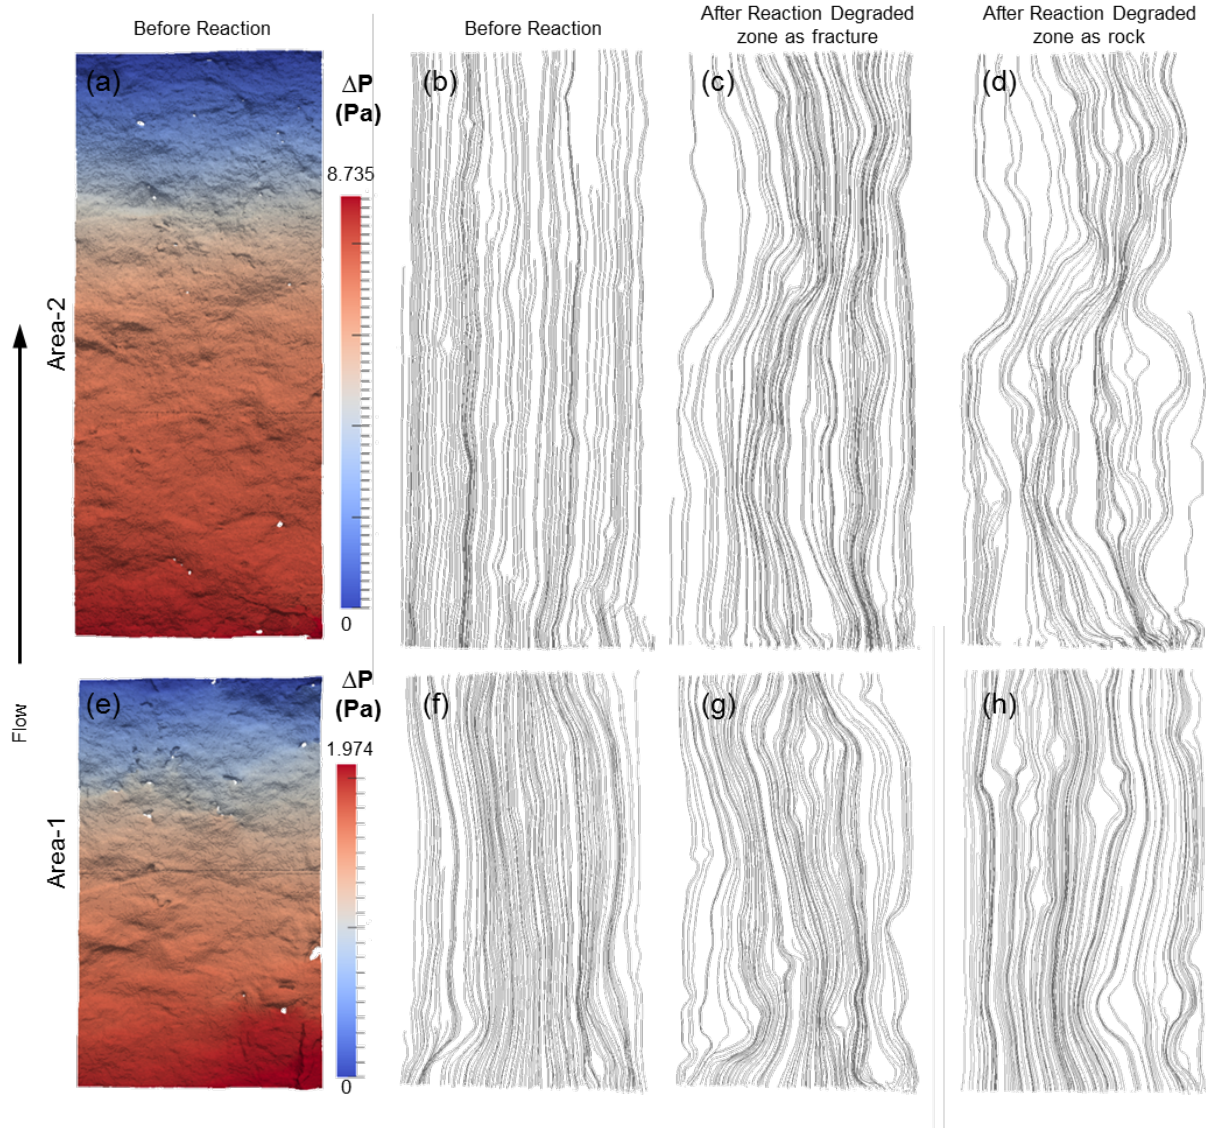 Before Reaction
Before Reaction
After Reaction Degraded
zone as fracture
After Reaction Degraded
zone as rock
(a)
ΔP
(Pa)
8.735
0
(b)
(c)
(d)
Area-2
Flow
(e)
ΔP
(Pa)
1.974
0
(f)
(g)
(h)
Area-1